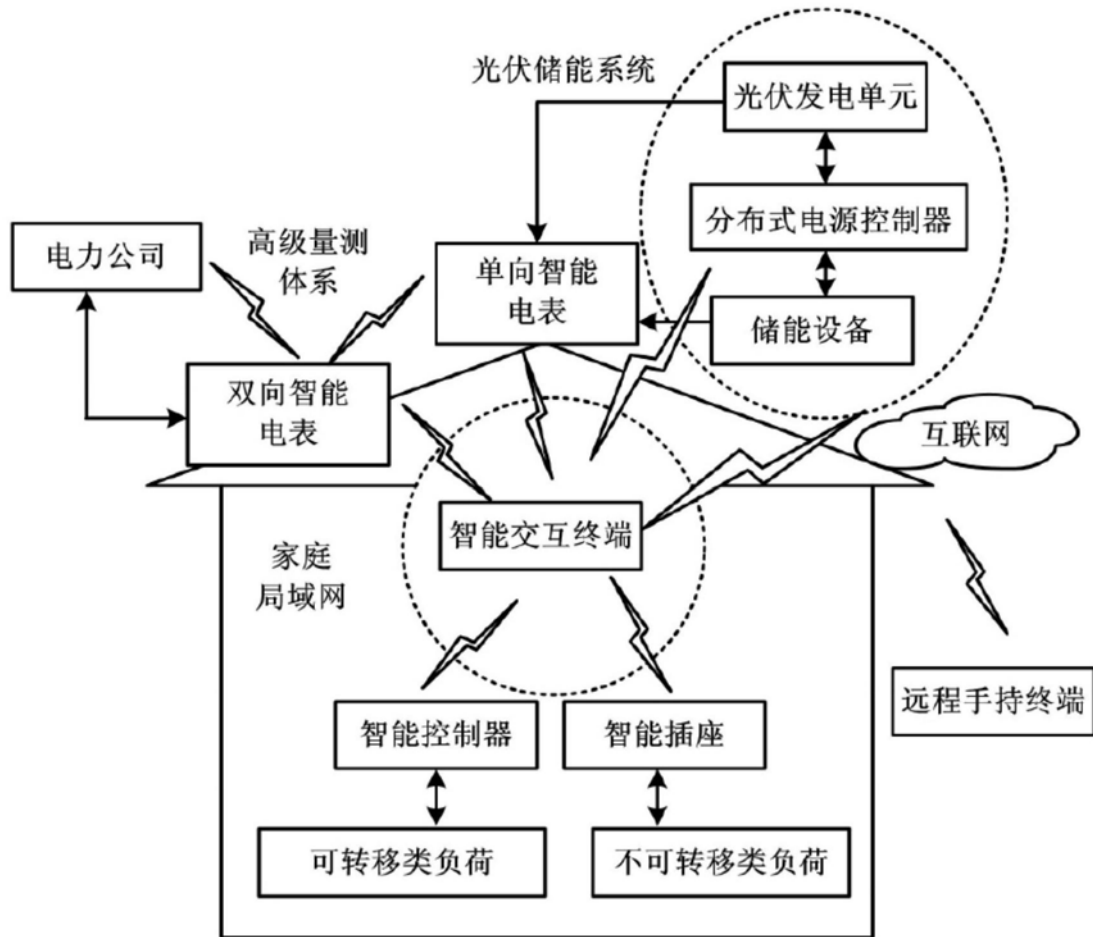 光伏储能系统
光伏发电单元
分布式电源控制器
储能设备
电力公司
高级量测
体系
单向智能
电表
双向智能
电表
互联网
智能交互终端
家庭
局域网
远程手持终端
智能控制器
智能插座
可转移类负荷
不可转移类负荷